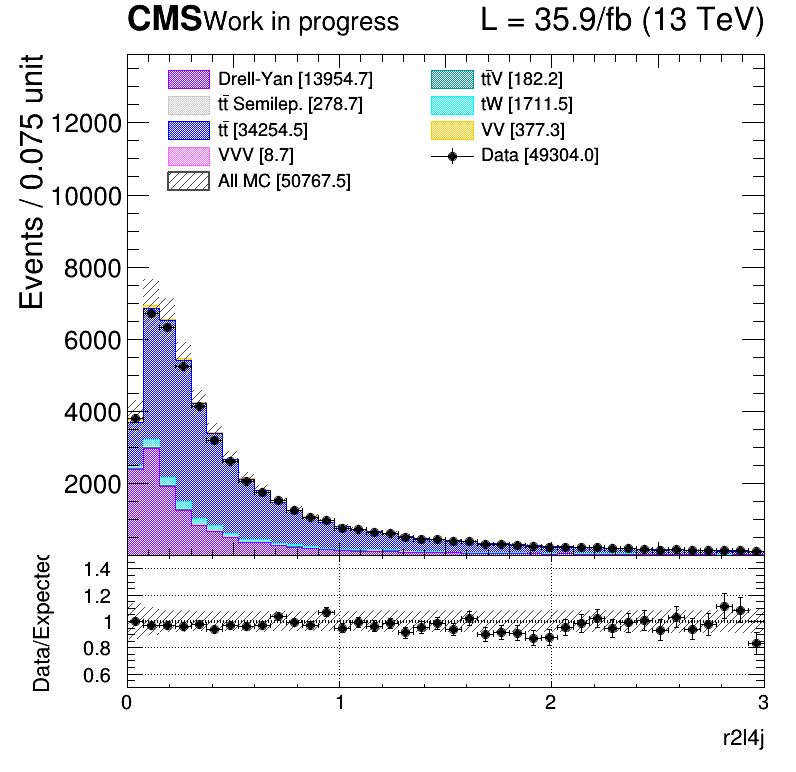 CMS Work in progress L = 35.9/fb (13 TeV)
Events / 0.075 unit
Drell-Yan [13954.7]
tt̄ Semilep. [278.7]
tt̄ [34254.5]
VVV [8.7]
All MC [50767.5]
tt̄V [182.2]
tW [1711.5]
VV [377.3]
Data [49304.0]
12000
10000
8000
6000
4000
2000
Data/Expected
1.4
1.2
1
0.8
0.6
0 1 2 3
r2l4j